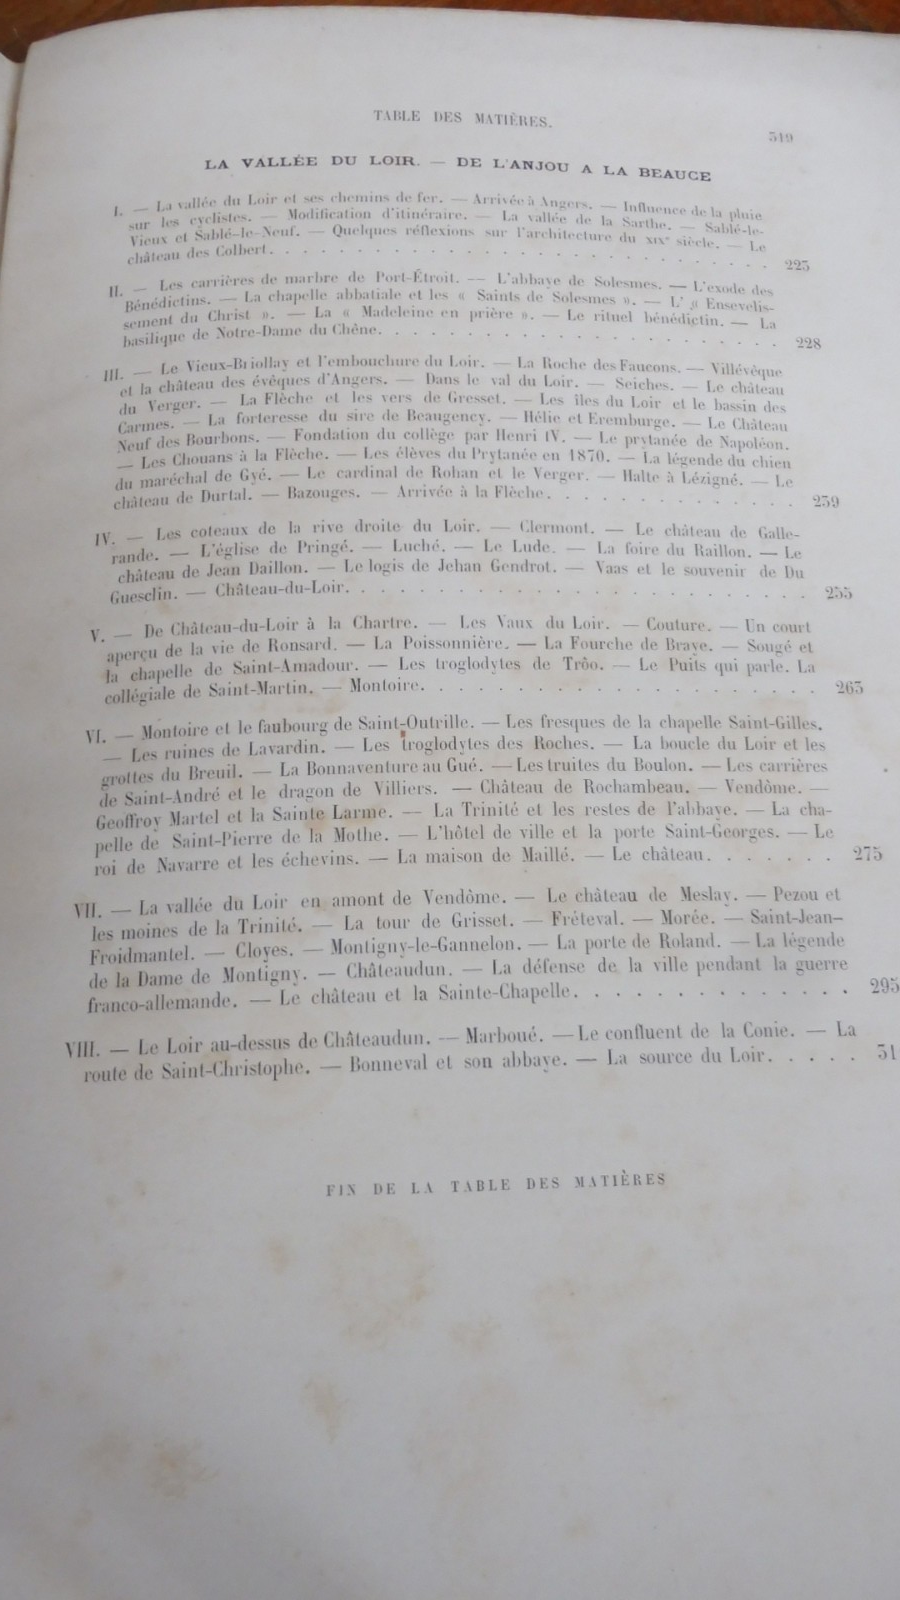 TABLE DES MATIÈRES.
319
LA VALLÉE DU LOIR. — DE L'ANJOU A LA BEAUCE
I. — La vallée du Loir et ses chemins de fer. — Arrivée à Angers. — Influence de la pluie
sur les cyclistes. — Modification d'itinéraire. — La vallée de la Sarthe. — Sablé-le-
Vieux et Sablé-le-Neuf. — Quelques réflexions sur l'architecture du XIXe siècle. — Le
château des Colbert. . . . . . . . . . . . . . . . . . . . . . . . . . 223
II. — Les carrières de marbre de Port-Étroit. — L'abbaye de Solesmes. — L'exode des
Bénédictins. — La chapelle abbatiale et les « Saints de Solesmes ». — L' « Ensevelis-
sement du Christ ». — La « Madeleine en prière ». — Le rituel bénédictin. — La
basilique de Notre-Dame du Chêne. . . . . . . . . . . . . . . . . . . . 228
III. — Le Vieux-Briollay et l'embouchure du Loir. — La Roche des Faucons. — Villévêque
et la château des évêques d'Angers. — Dans le val du Loir. — Seiches. — Le château
du Verger. — La Flèche et les vers de Gresset. — Les îles du Loir et le bassin des
Carmes. — La forteresse du sire de Beaugency. — Hélie et Eremburge. — Le Château
Neuf des Bourbons. — Fondation du collège par Henri IV. — Le prytanée de Napoléon.
— Les Chouans à la Flèche. — Les élèves du Prytanée en 1870. — La légende du chien
du maréchal de Gyé. — Le cardinal de Rohan et le Verger. — Halte à Lézigné. — Le
château de Durtal. — Bazouges. — Arrivée à la Flèche. . . . . . . . . . . . . 239
IV. — Les coteaux de la rive droite du Loir. — Clermont. — Le château de Galle-
rande. — L'église de Pringé. — Luché. — Le Lude. — La foire du Raillon. — Le
château de Jean Daillon. — Le logis de Jehan Gendrot. — Vaas et le souvenir de Du
Guesclin. — Château-du-Loir. . . . . . . . . . . . . . . . . . . . . . 255
V. — De Château-du-Loir à la Chartre. — Les Vaux du Loir. — Couture. — Un court
aperçu de la vie de Ronsard. — La Poissonnière. — La Fourche de Braye. — Sougé et
la chapelle de Saint-Amadour. — Les troglodytes de Trôo. — Le Puits qui parle. La
collégiale de Saint-Martin. — Montoire. . . . . . . . . . . . . . . . . . . 263
VI. — Montoire et le faubourg de Saint-Outrille. — Les fresques de la chapelle Saint-Gilles.
— Les ruines de Lavardin. — Les troglodytes des Roches. — La boucle du Loir et les
grottes du Breuil. — La Bonnaventure au Gué. — Les truites du Boulon. — Les carrières
de Saint-André et le dragon de Villiers. — Château de Rochambeau. — Vendôme. —
Geoffroy Martel et la Sainte Larme. — La Trinité et les restes de l'abbaye. — La cha-
pelle de Saint-Pierre de la Mothe. — L'hôtel de ville et la porte Saint-Georges. — Le
roi de Navarre et les échevins. — La maison de Maillé. — Le château. . . . . . . 275
VII. — La vallée du Loir en amont de Vendôme. — Le château de Meslay. — Pezou et
les moines de la Trinité. — La tour de Grisset. — Fréteval. — Morée. — Saint-Jean-
Froidmantel. — Cloyes. — Montigny-le-Gannelon. — La porte de Roland. — La légende
de la Dame de Montigny. — Châteaudun. — La défense de la ville pendant la guerre
franco-allemande. — Le château et la Sainte-Chapelle. . . . . . . . . . . . . 295
VIII. — Le Loir au-dessus de Châteaudun. — Marboué. — Le confluent de la Conie. — La
route de Saint-Christophe. — Bonneval et son abbaye. — La source du Loir. . . . . 31
FIN DE LA TABLE DES MATIÈRES